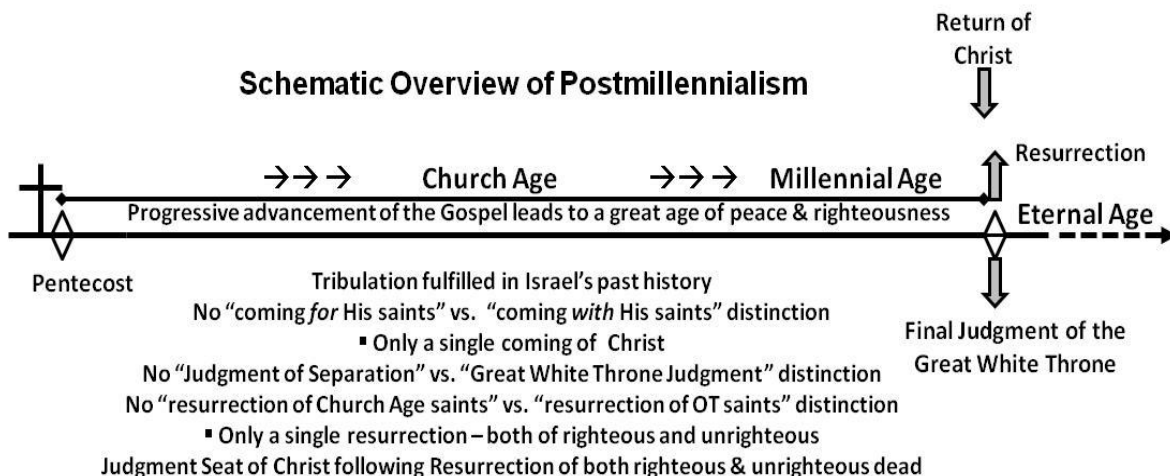 Return of
Christ
Schematic Overview of Postmillennialism
Resurrection
→→→ Church Age →→→ Millennial Age
Progressive advancement of the Gospel leads to a great age of peace & righteousness
Eternal Age
Pentecost
Tribulation fulfilled in Israel's past history
No “coming for His saints” vs. “coming with His saints” distinction
▪ Only a single coming of Christ
Final Judgment of the
Great White Throne
No “Judgment of Separation” vs. “Great White Throne Judgment” distinction
No “resurrection of Church Age saints” vs. “resurrection of OT saints” distinction
▪ Only a single resurrection – both of righteous and unrighteous
Judgment Seat of Christ following Resurrection of both righteous & unrighteous dead